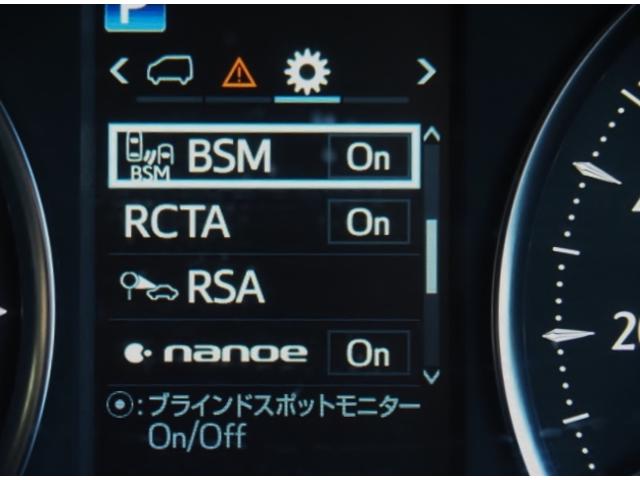 P
BSM BSM On
RCTA On
RSA
nanoe On
⦿:ブラインドスポットモニター
On/Off